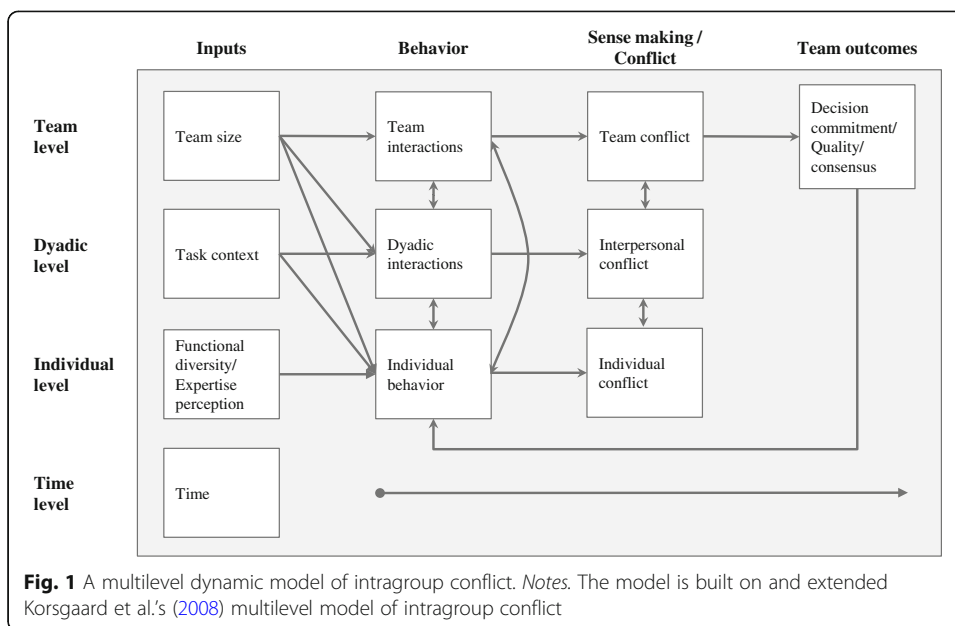 Inputs
Behavior
Sense making /
Conflict
Team outcomes
Team
level
Team size
Team
interactions
Team conflict
Decision
commitment/
Quality/
consensus
Dyadic
level
Task context
Dyadic
interactions
Interpersonal
conflict
Individual
level
Functional
diversity/
Expertise
perception
Individual
behavior
Individual
conflict
Time
level
Time
Fig. 1 A multilevel dynamic model of intragroup conflict. Notes. The model is built on and extended
Korsgaard et al.'s (2008) multilevel model of intragroup conflict